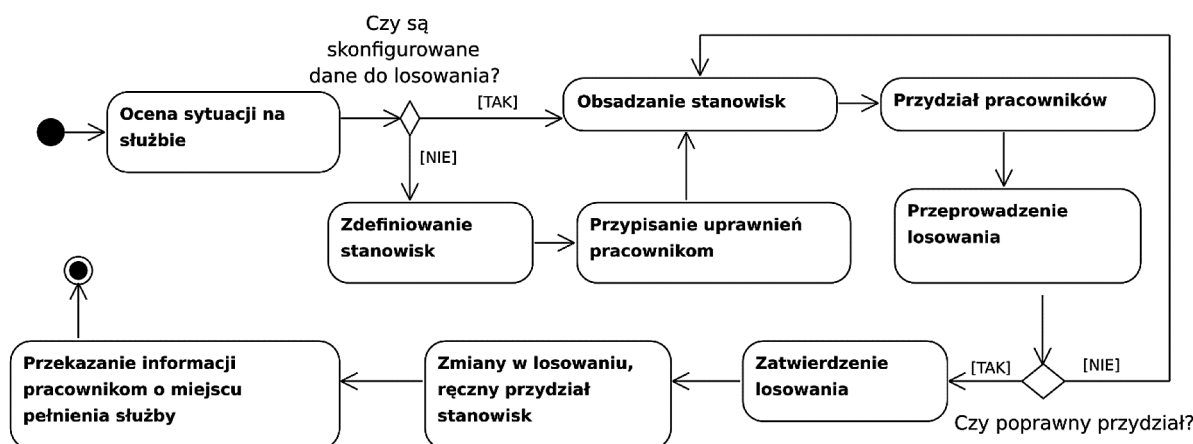 Czy są
skonfigurowane
dane do losowania?
Ocena sytuacji na
służbie
[TAK]
[NIE]
Obsadzanie stanowisk
Przydział pracowników
Zdefiniowanie
stanowisk
Przypisanie uprawnień
pracownikom
Przeprowadzenie
losowania
Czy poprawny przydział?
[TAK]
[NIE]
Zatwierdzenie
losowania
Zmiany w losowaniu,
ręczny przydział
stanowisk
Przekazanie informacji
pracownikom o miejscu
pełnienia służby